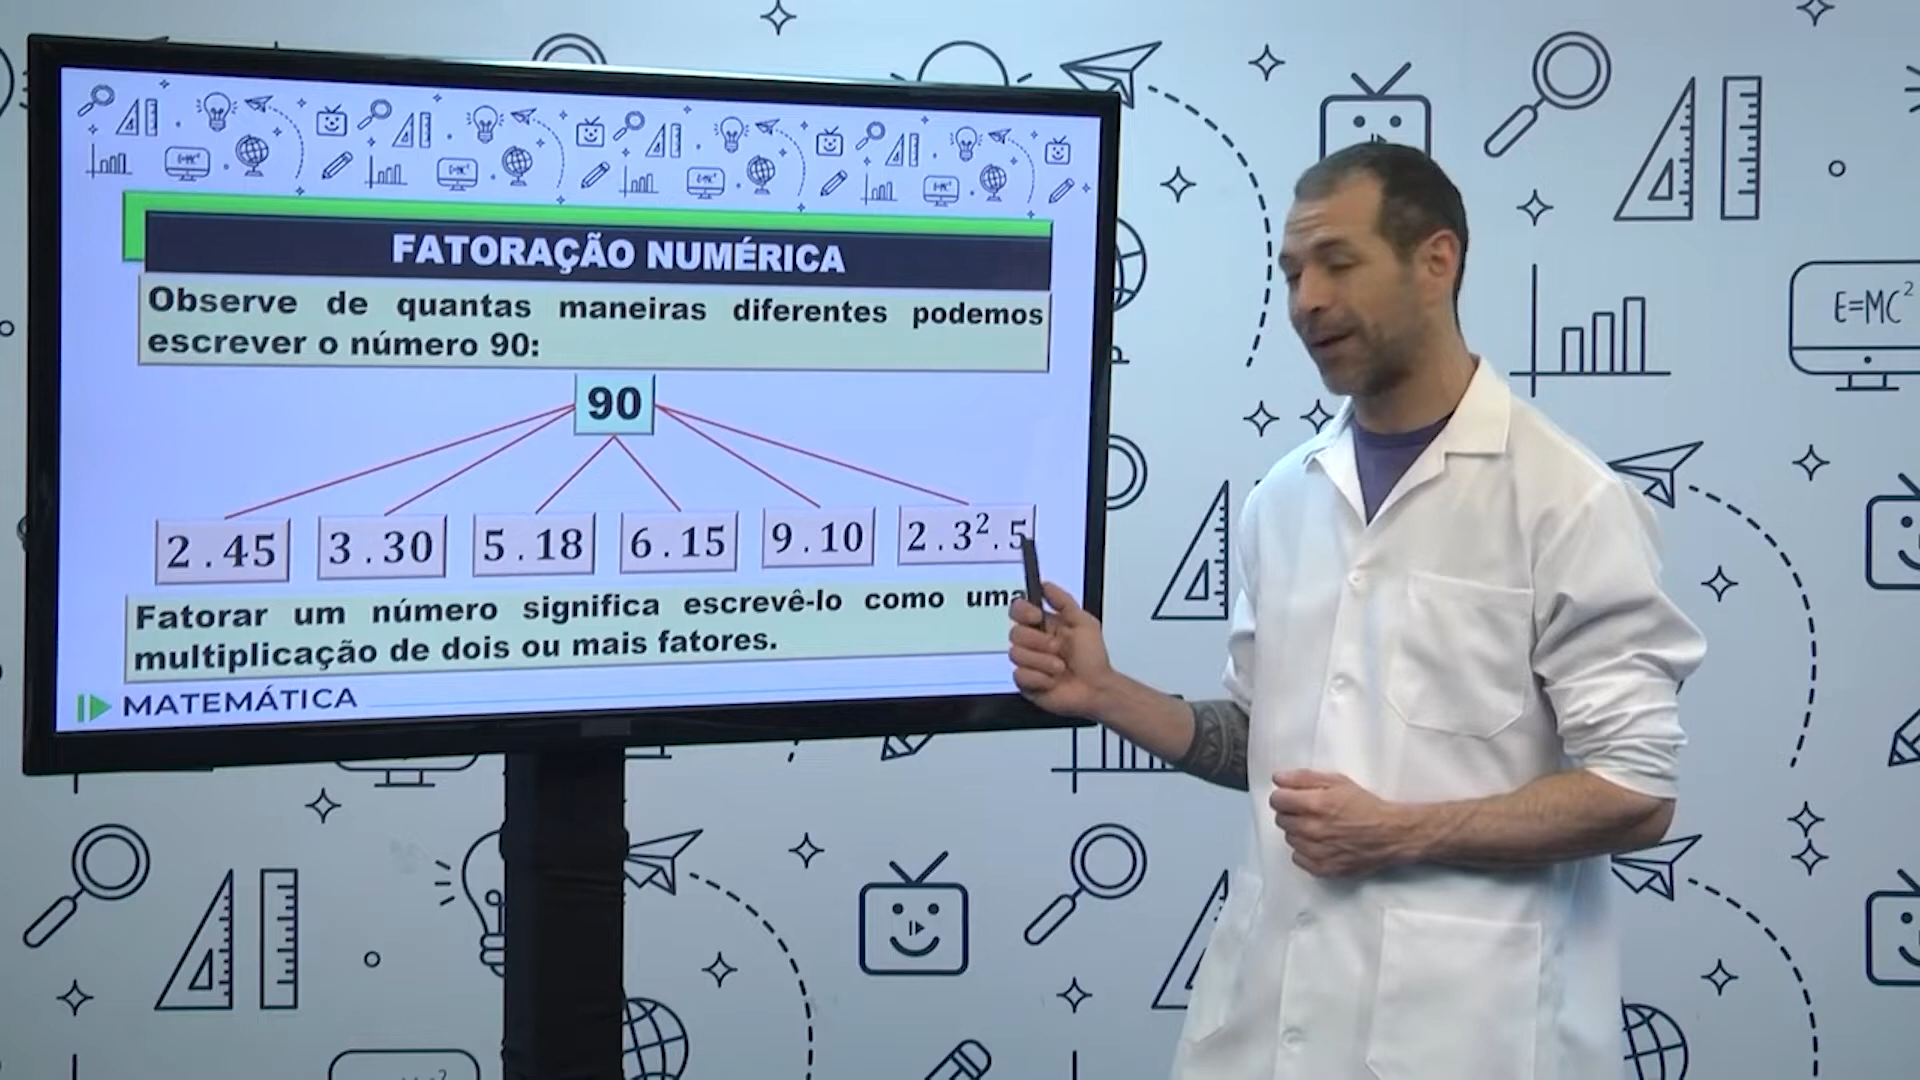 FATORAÇÃO NUMÉRICA
Observe de quantas maneiras diferentes podemos
escrever o número 90:
90
2 . 45
3 . 30
5 . 18
6 . 15
9 . 10
2 . 3² . 5
Fatorar um número significa escrevê-lo como uma
multiplicação de dois ou mais fatores.
MATEMÁTICA
E=MC²